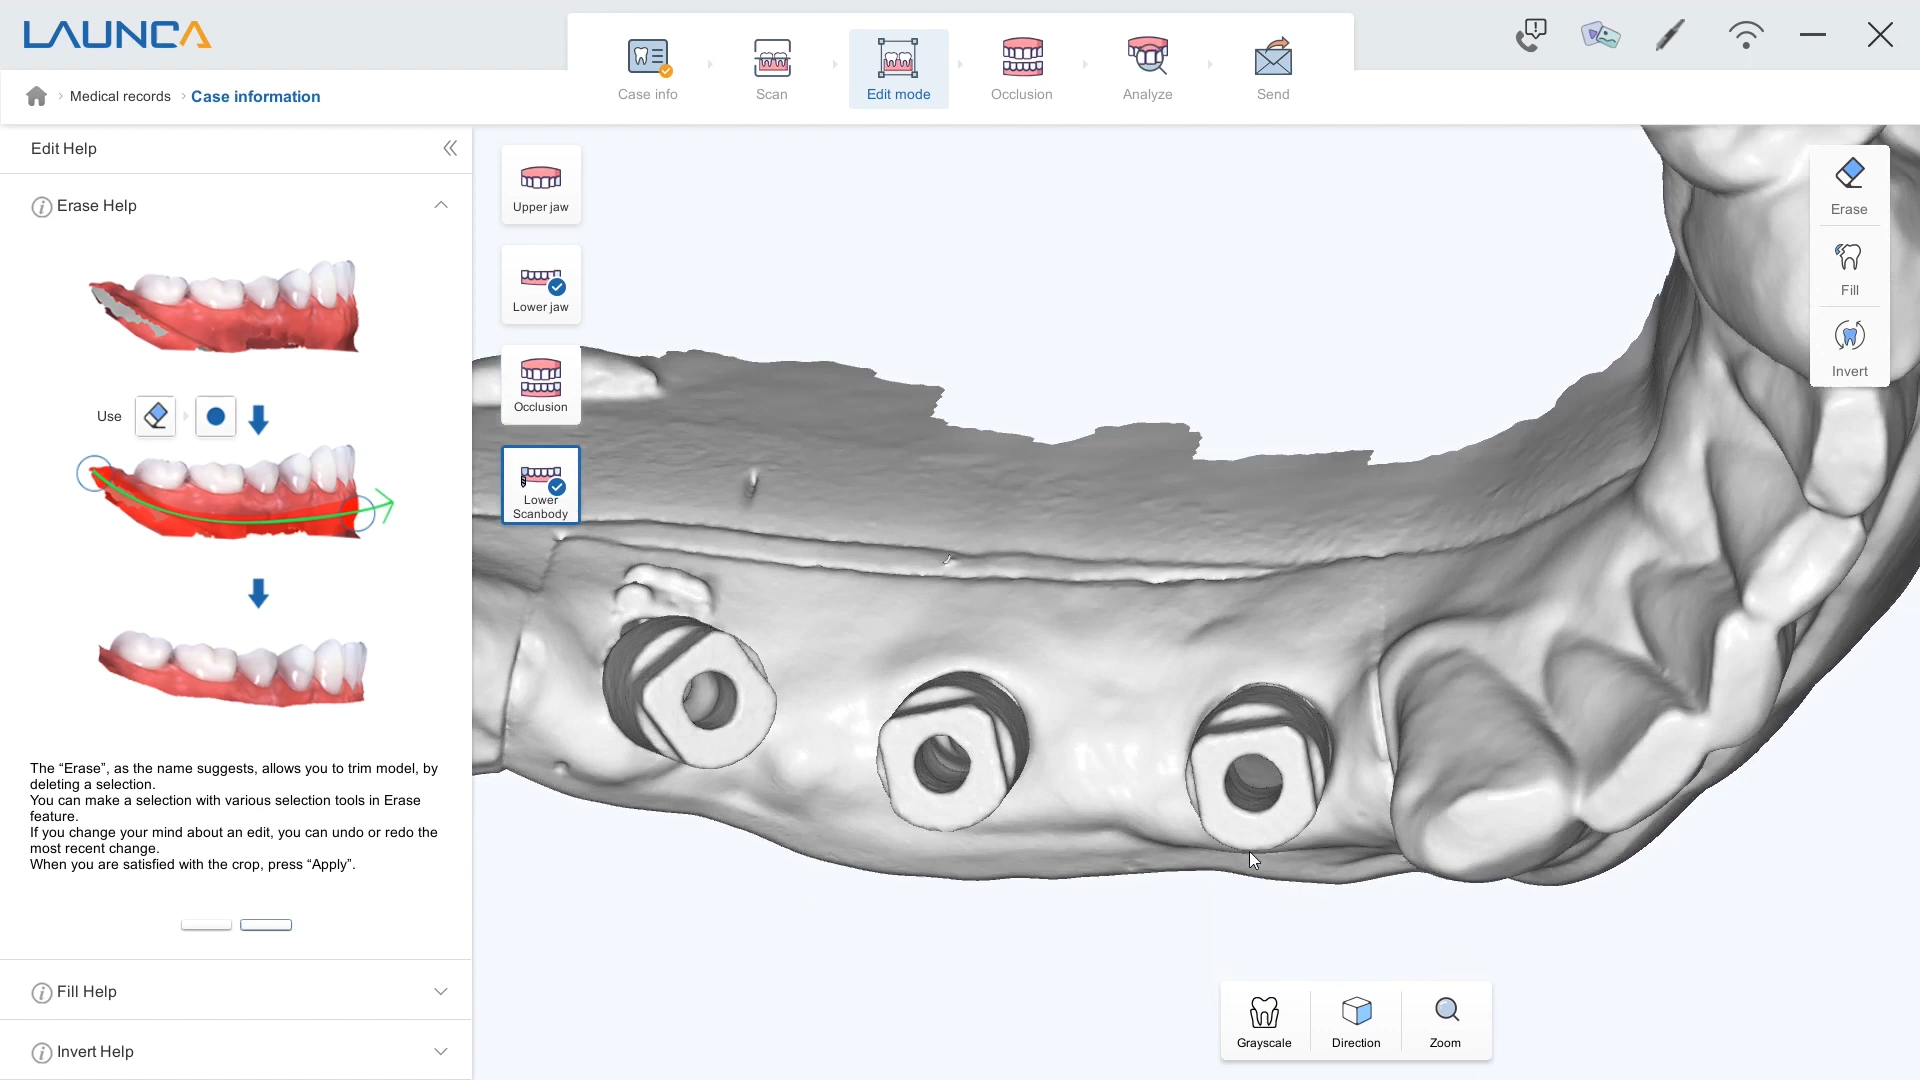 LAUNCA
Case info
Scan
Edit mode
Occlusion
Analyze
Send
Medical records
Case information
Edit Help
Erase Help
Use
The “Erase”, as the name suggests, allows you to trim model, by
deleting a selection.
You can make a selection with various selection tools in Erase
feature.
If you change your mind about an edit, you can undo or redo the
most recent change.
When you are satisfied with the crop, press “Apply”.
Fill Help
Invert Help
Upper jaw
Lower jaw
Occlusion
Lower
Scanbody
Erase
Fill
Invert
Grayscale
Direction
Zoom